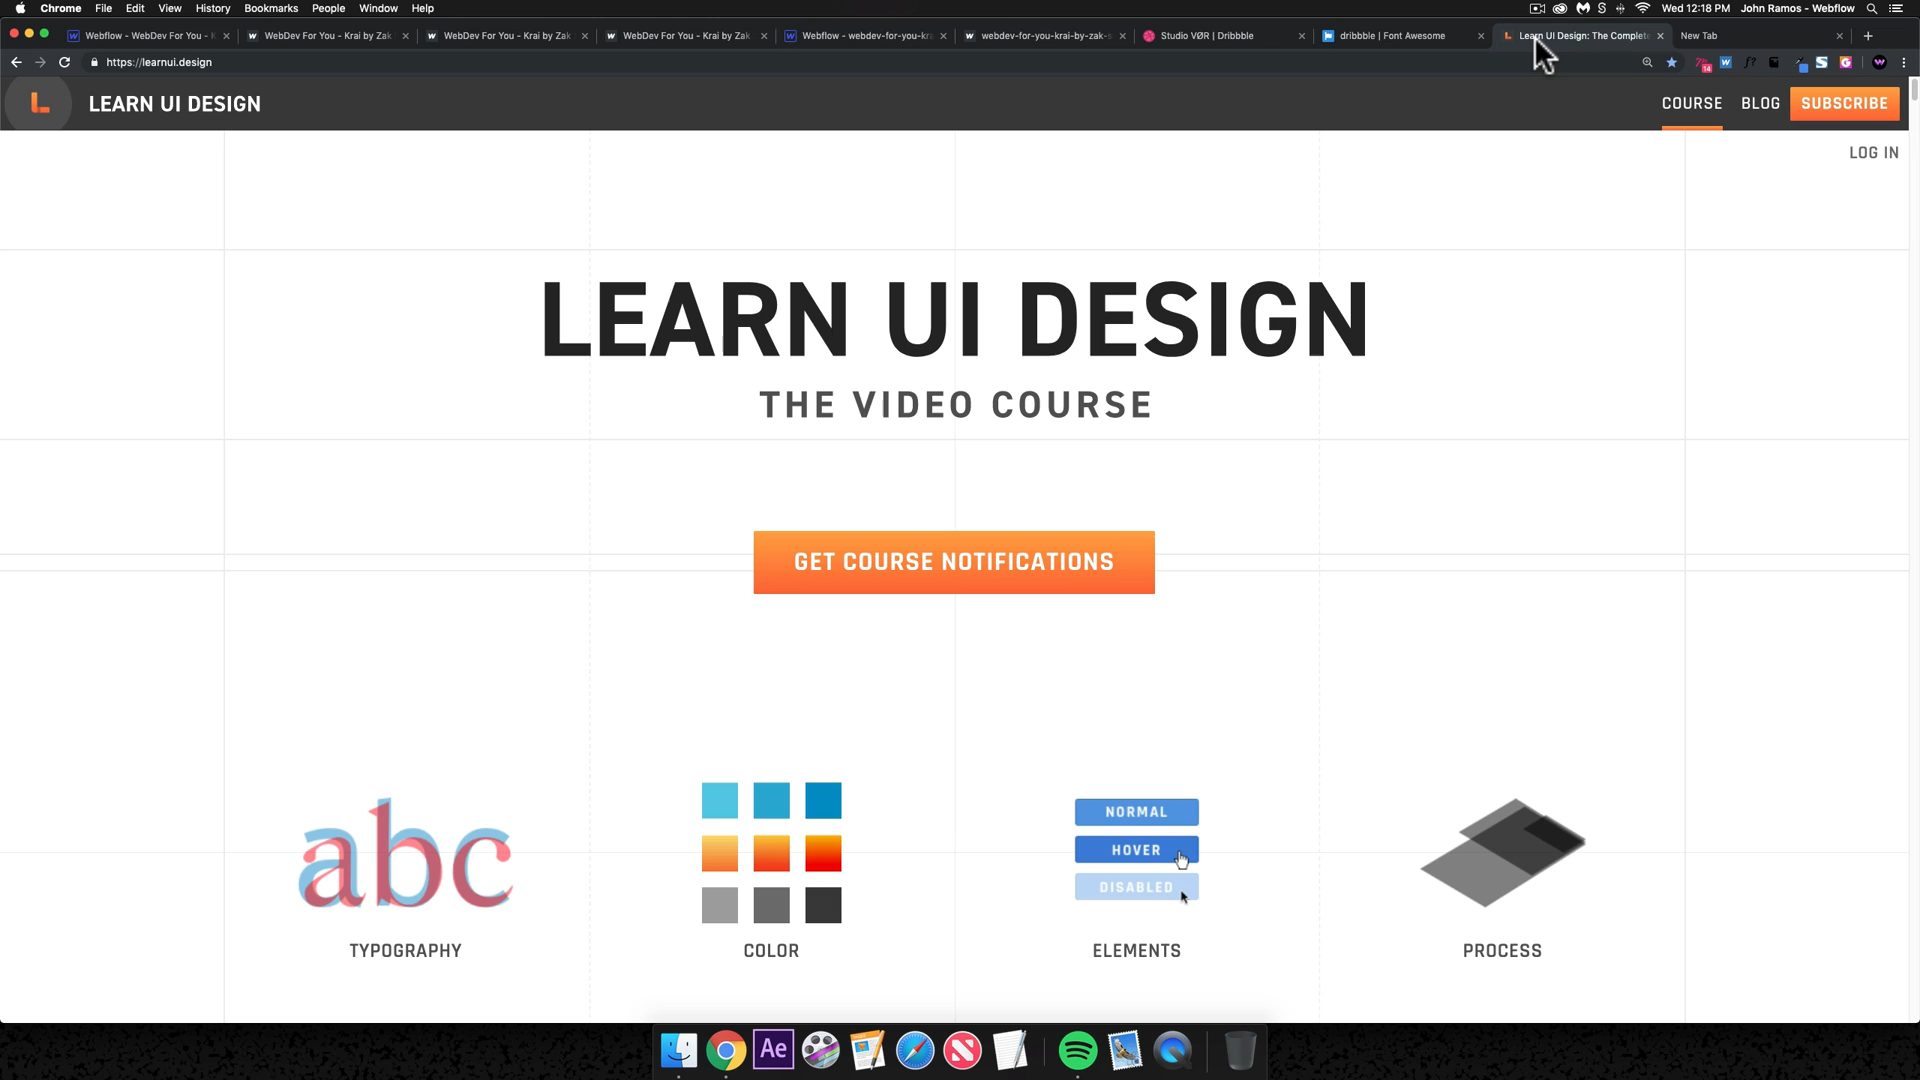 Chrome File Edit View History Bookmarks People Window Help
Wed 12:18 PM John Ramos - Webflow
Webflow - WebDev For You - K
WebDev For You - Krai by Zak
WebDev For You - Krai by Zak
WebDev For You - Krai by Zak
Webflow - webdev-for-you-kra
webdev-for-you-krai-by-zak-s
Studio VØR | Dribbble
dribbble | Font Awesome
Learn UI Design: The Complete
New Tab
https://learnui.design
LEARN UI DESIGN
COURSE BLOG SUBSCRIBE
LOG IN
LEARN UI DESIGN
THE VIDEO COURSE
GET COURSE NOTIFICATIONS
abc
NORMAL
HOVER
DISABLED
TYPOGRAPHY COLOR ELEMENTS PROCESS
Ae